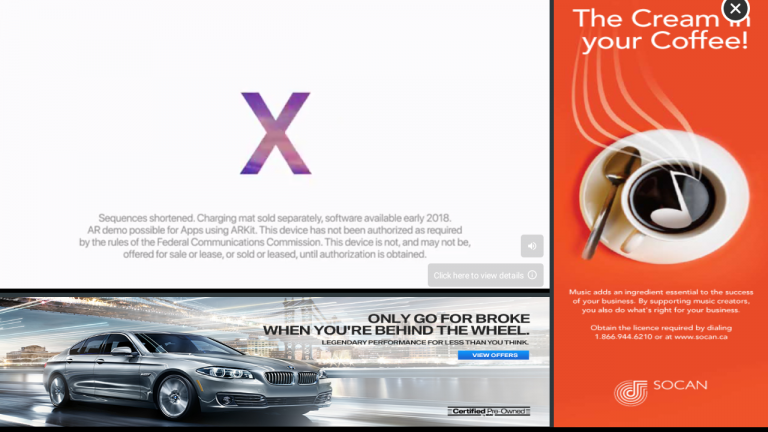 X
Sequences shortened. Charging mat sold separately, software available early 2018.
AR demo possible for Apps using ARKit. This device has not been authorized as required
by the rules of the Federal Communications Commission. This device is not, and may not be,
offered for sale or lease, or sold or leased, until authorization is obtained.
Click here to view details
ONLY GO FOR BROKE
WHEN YOU'RE BEHIND THE WHEEL.
LEGENDARY PERFORMANCE FOR LESS THAN YOU THINK.
VIEW OFFERS
Certified Pre-Owned
The Cream in
your Coffee!
Music adds an ingredient essential to the success
of your business. By supporting music creators,
you also do what's right for your business.
Obtain the licence required by dialing
1.866.944.6210 or at www.socan.ca
SOCAN